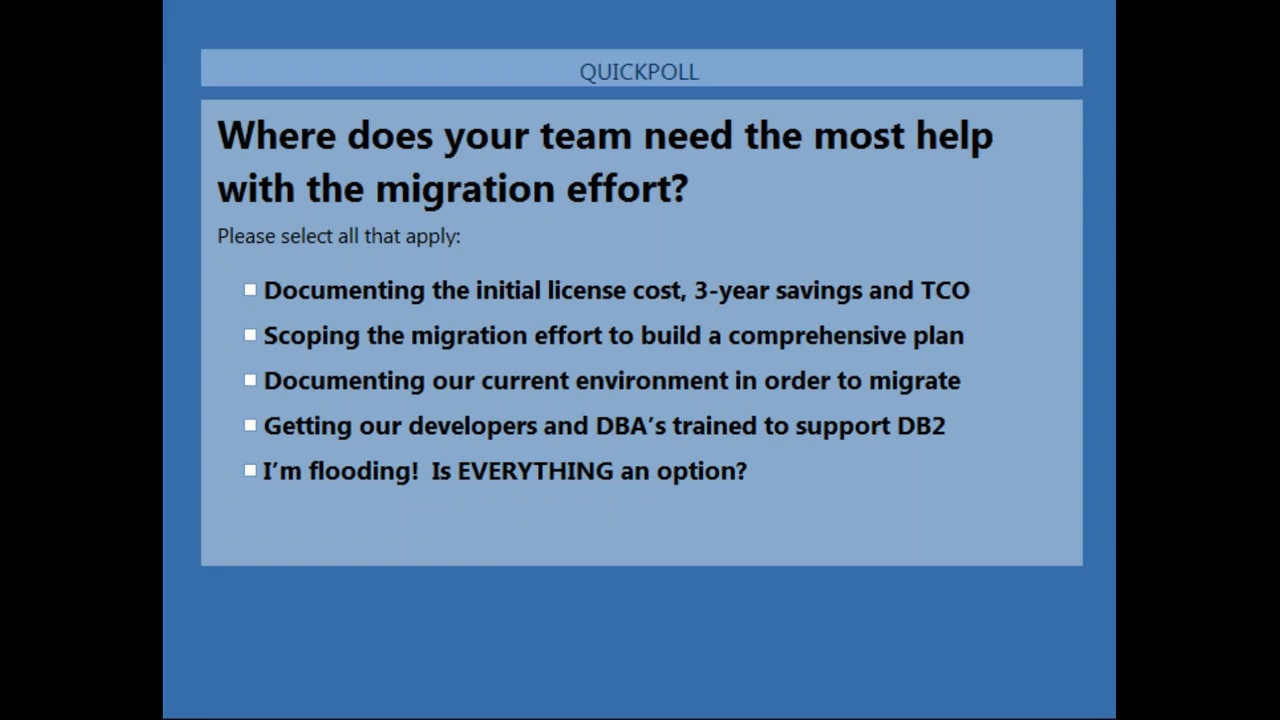 QUICKPOLL
Where does your team need the most help
with the migration effort?
Please select all that apply:
Documenting the initial license cost, 3-year savings and TCO
Scoping the migration effort to build a comprehensive plan
Documenting our current environment in order to migrate
Getting our developers and DBA’s trained to support DB2
I’m flooding!  Is EVERYTHING an option?